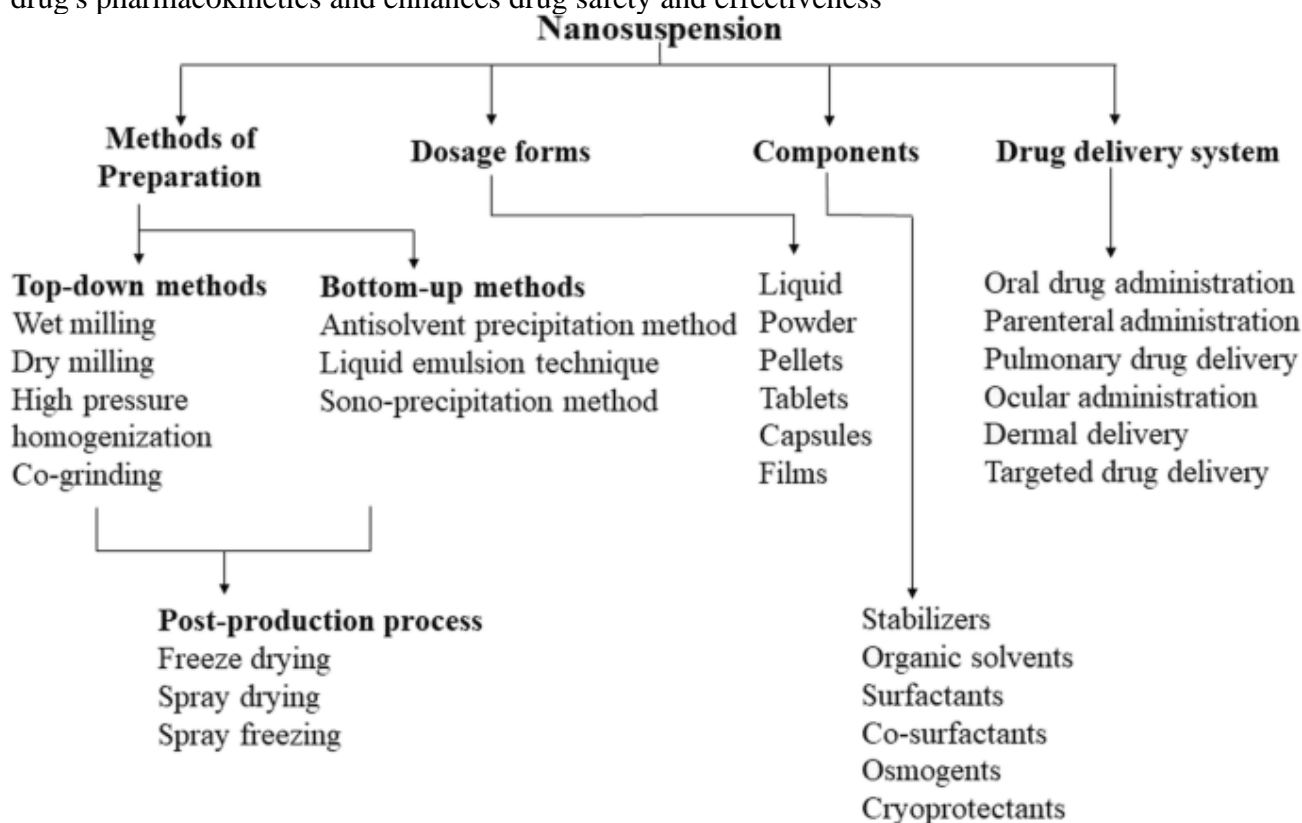 drug's pharmacokinetics and enhances drug safety and effectiveness
Nanosuspension
Methods of
Preparation
Dosage forms
Components
Drug delivery system
Top-down methods
Wet milling
Dry milling
High pressure
homogenization
Co-grinding
Bottom-up methods
Antisolvent precipitation method
Liquid emulsion technique
Sono-precipitation method
Liquid
Powder
Pellets
Tablets
Capsules
Films
Oral drug administration
Parenteral administration
Pulmonary drug delivery
Ocular administration
Dermal delivery
Targeted drug delivery
Post-production process
Freeze drying
Spray drying
Spray freezing
Stabilizers
Organic solvents
Surfactants
Co-surfactants
Osmogents
Cryoprotectants